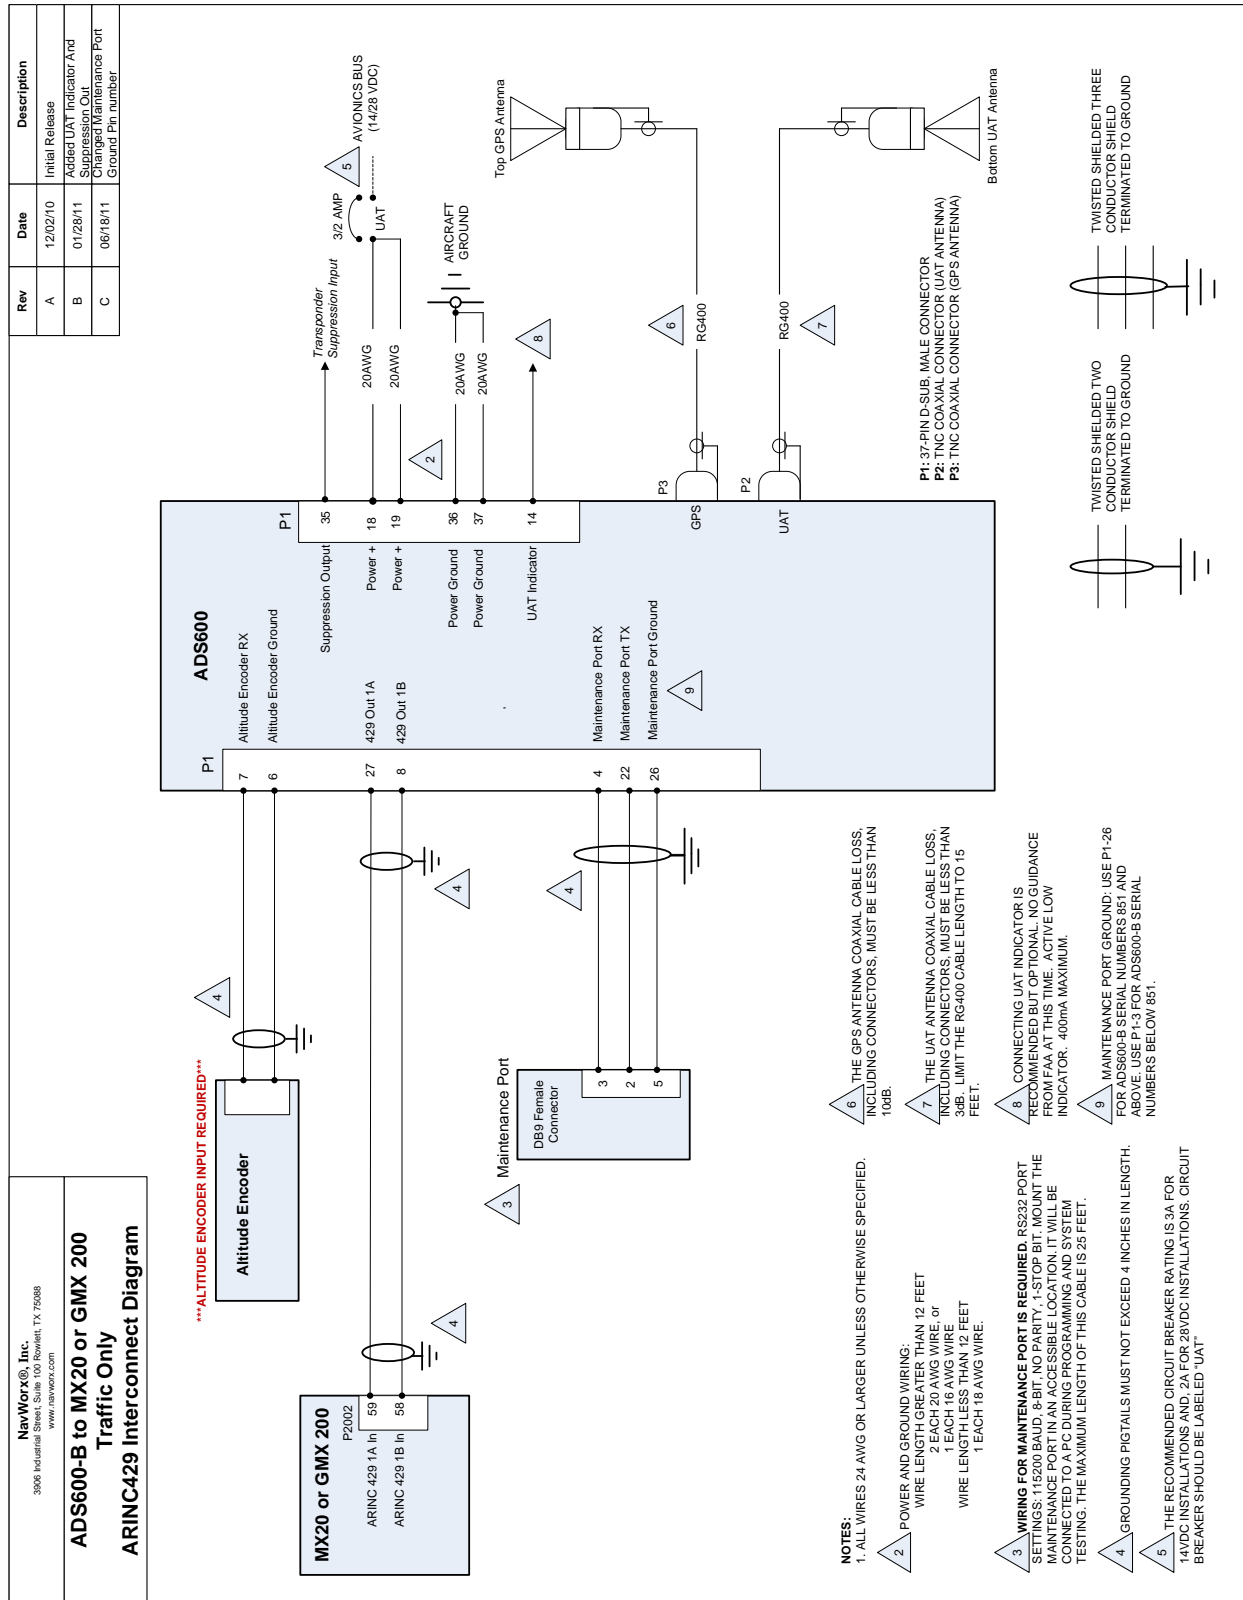 NavWorx®, Inc.
3906 Industrial Street, Suite 100 Rowlett, TX 75088
www.navworx.com
ADS600-B to MX20 or GMX 200
Traffic Only
ARINC429 Interconnect Diagram
Rev Date Description
A 12/02/10 Initial Release
B 01/28/11 Added UAT Indicator And
Suppression Out
C 06/18/11 Changed Maintenance Port
Ground Pin number
***ALTITUDE ENCODER INPUT REQUIRED***
Altitude Encoder
4
MX20 or GMX 200
P2002
ARINC 429 1A In 59
ARINC 429 1B In 58
4
4
3
Maintenance Port
DB9 Female
Connector
3
2
5
4
ADS600
P1
7 Altitude Encoder RX
6 Altitude Encoder Ground
27 429 Out 1A
8 429 Out 1B
4 Maintenance Port RX
22 Maintenance Port TX
26 Maintenance Port Ground
9
P1
Suppression Output 35
Power + 18
Power + 19
Power Ground 36
Power Ground 37
UAT Indicator 14
GPS
P3
UAT
P2
Transponder
Suppression Input
20AWG
20AWG
2
3/2 AMP
UAT
5
AVIONICS BUS
(14/28 VDC)
20AWG
20AWG
AIRCRAFT
GROUND
8
6
RG400
Top GPS Antenna
RG400
7
Bottom UAT Antenna
P1: 37-PIN D-SUB, MALE CONNECTOR
P2: TNC COAXIAL CONNECTOR (UAT ANTENNA)
P3: TNC COAXIAL CONNECTOR (GPS ANTENNA)
TWISTED SHIELDED TWO
CONDUCTOR SHIELD
TERMINATED TO GROUND
TWISTED SHIELDED THREE
CONDUCTOR SHIELD
TERMINATED TO GROUND
NOTES:
1. ALL WIRES 24 AWG OR LARGER UNLESS OTHERWISE SPECIFIED.
2 POWER AND GROUND WIRING:
WIRE LENGTH GREATER THAN 12 FEET
2 EACH 20 AWG WIRE, or
1 EACH 16 AWG WIRE
WIRE LENGTH LESS THAN 12 FEET
1 EACH 18 AWG WIRE.
3 WIRING FOR MAINTENANCE PORT IS REQUIRED. RS232 PORT
SETTINGS: 115200 BAUD, 8-BIT, NO PARITY, 1-STOP BIT. MOUNT THE
MAINTENANCE PORT IN AN ACCESSIBLE LOCATION. IT WILL BE
CONNECTED TO A PC DURING PROGRAMMING AND SYSTEM
TESTING. THE MAXIMUM LENGTH OF THIS CABLE IS 25 FEET.
4 GROUNDING PIGTAILS MUST NOT EXCEED 4 INCHES IN LENGTH.
5 THE RECOMMENDED CIRCUIT BREAKER RATING IS 3A FOR
14VDC INSTALLATIONS AND, 2A FOR 28VDC INSTALLATIONS. CIRCUIT
BREAKER SHOULD BE LABELED "UAT"
6 THE GPS ANTENNA COAXIAL CABLE LOSS,
INCLUDING CONNECTORS, MUST BE LESS THAN
10dB.
7 THE UAT ANTENNA COAXIAL CABLE LOSS,
INCLUDING CONNECTORS, MUST BE LESS THAN
3dB. LIMIT THE RG400 CABLE LENGTH TO 15
FEET.
8 CONNECTING UAT INDICATOR IS
RECOMMENDED BUT OPTIONAL. NO GUIDANCE
FROM FAA AT THIS TIME. ACTIVE LOW
INDICATOR. 400mA MAXIMUM.
9 MAINTENANCE PORT GROUND: USE P1-26
FOR ADS600-B SERIAL NUMBERS 851 AND
ABOVE. USE P1-3 FOR ADS600-B SERIAL
NUMBERS BELOW 851.